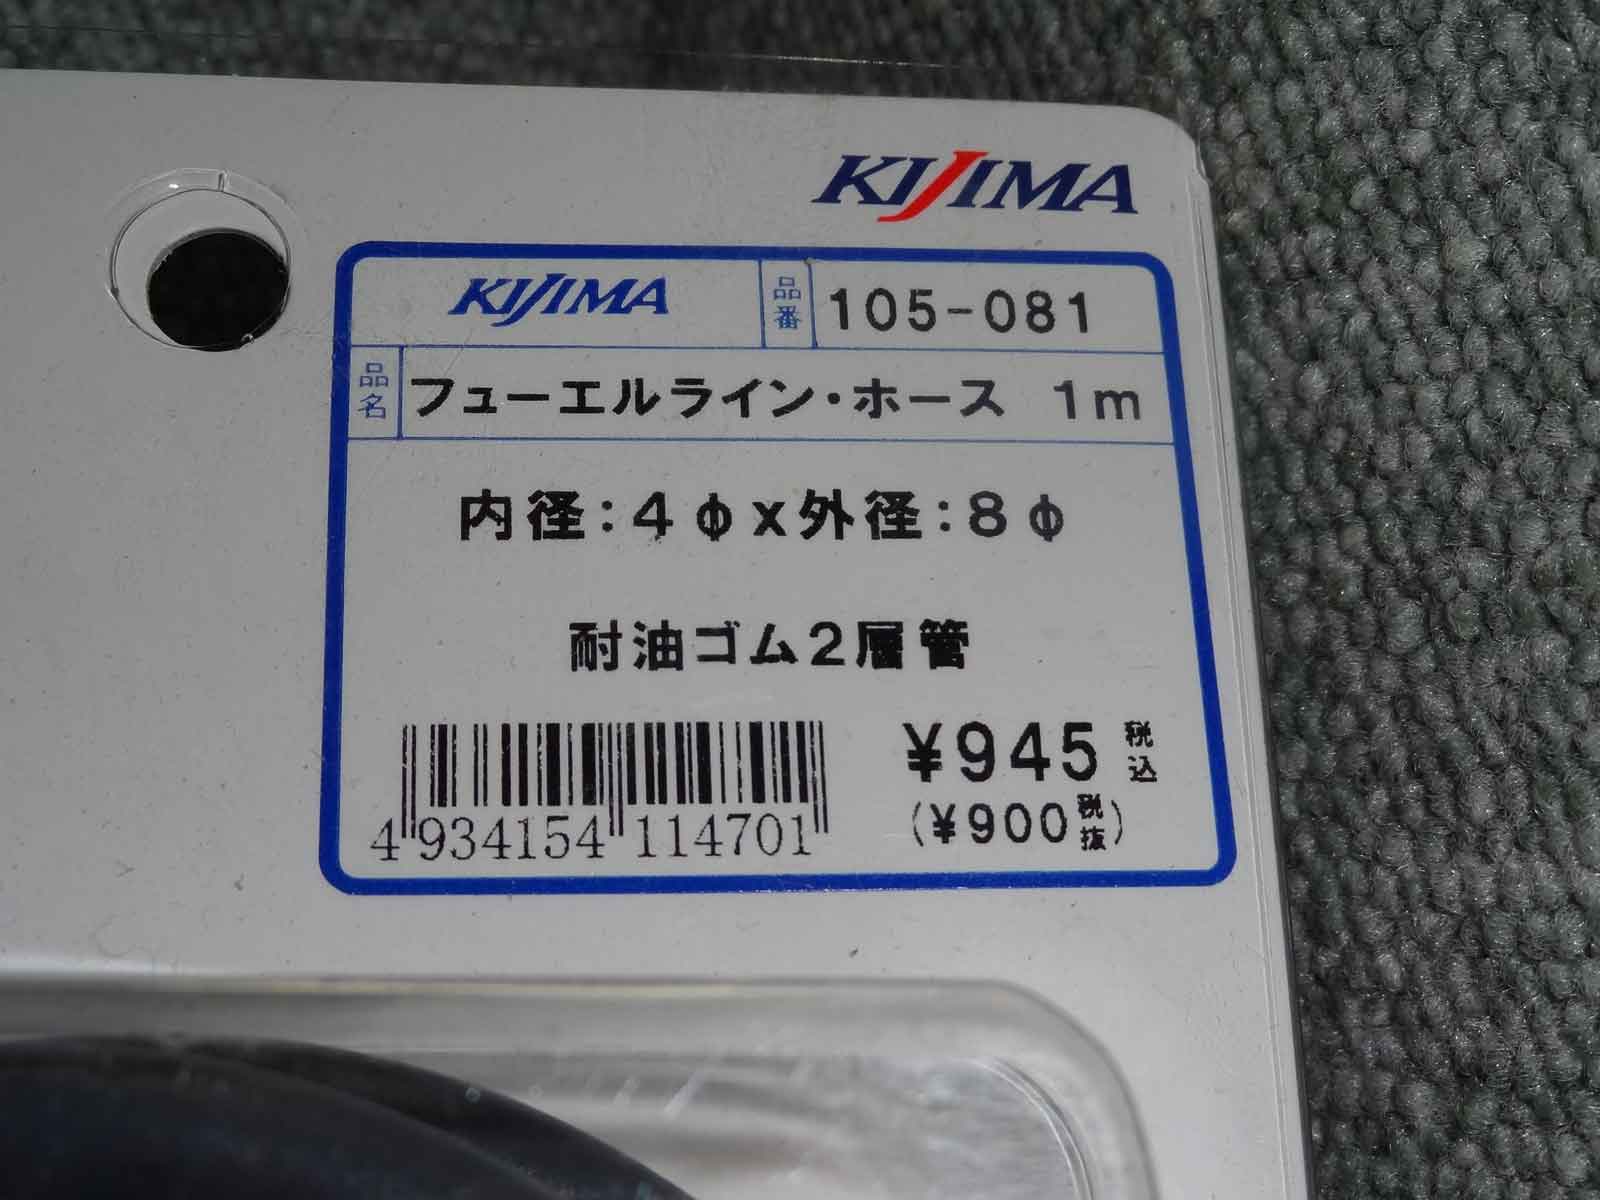 KIJIMA
KIJIMA 品番 105-081
品名 フューエルライン・ホース 1m
内径:4φx外径:8φ
耐油ゴム2層管
¥945 税込
(¥900 税抜)
4 934154 114701